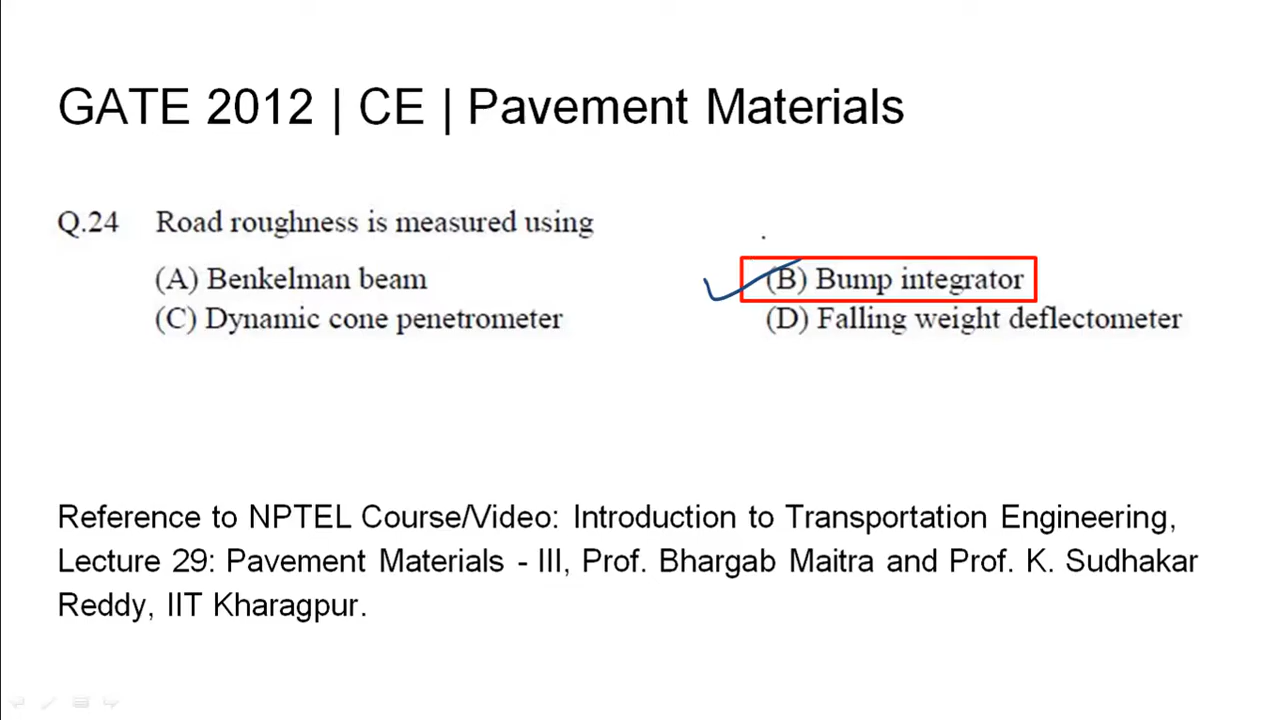 GATE 2012 | CE | Pavement Materials
Q.24 Road roughness is measured using
(A) Benkelman beam (B) Bump integrator
(C) Dynamic cone penetrometer (D) Falling weight deflectometer
Reference to NPTEL Course/Video: Introduction to Transportation Engineering,
Lecture 29: Pavement Materials - III, Prof. Bhargab Maitra and Prof. K. Sudhakar
Reddy, IIT Kharagpur.